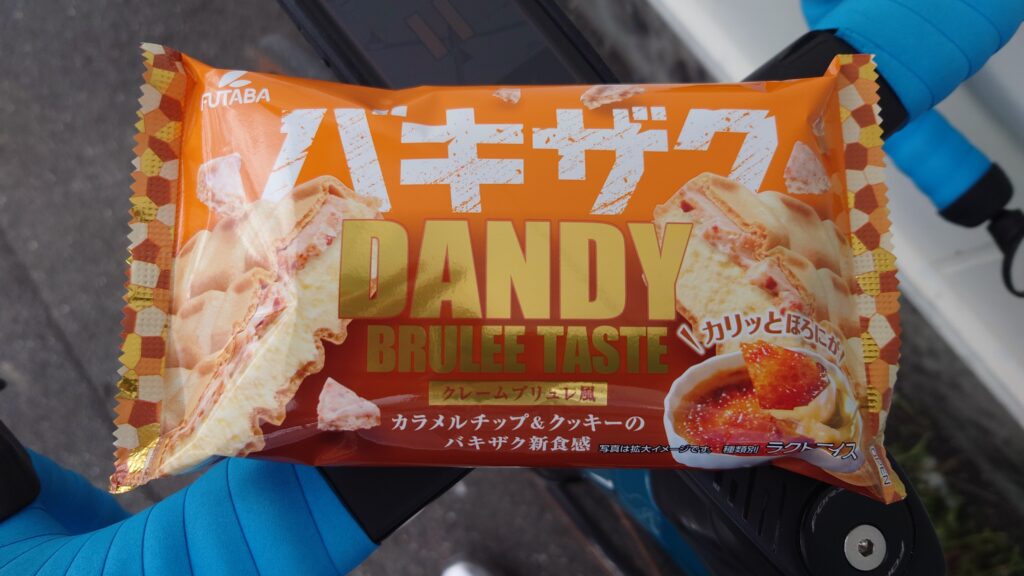 FUTABA
バキザク
DANDY
BRULEE TASTE
カリッとほろにが!
クレームブリュレ風
カラメルチップ&クッキーの
バキザク新食感
写真は拡大イメージです。 種類別 ラクトアイス